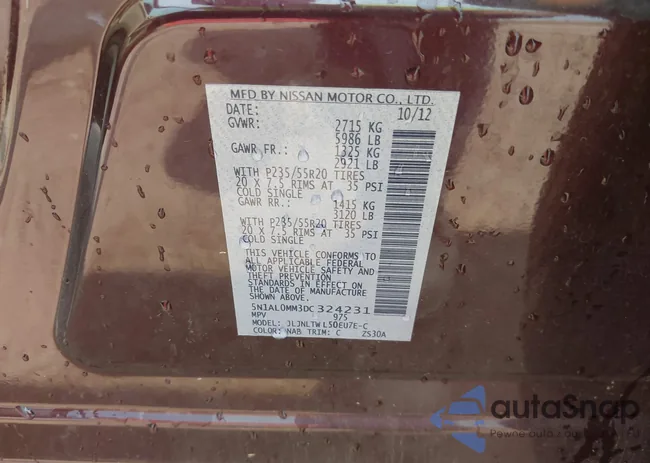 MFD BY NISSAN MOTOR CO., LTD.
DATE: 10/12
GVWR: 2715 KG
5986 LB
GAWR FR.: 1325 KG
2921 LB
WITH P235/55R20 TIRES
20 X 7.5 RIMS AT 35 PSI
COLD SINGLE
GAWR RR.: 1415 KG
3120 LB
WITH P235/55R20 TIRES
20 X 7.5 RIMS AT 35 PSI
COLD SINGLE
THIS VEHICLE CONFORMS TO
ALL APPLICABLE FEDERAL
MOTOR VEHICLE SAFETY AND
THEFT PREVENTION
STANDARDS IN EFFECT ON
THE DATE OF MANUFACTURE
SHOWN ABOVE.
5N1AL0MM3DC324231
MPV 975
MODEL: JLJNLTWL50EU7E-C
COLOR: NAB TRIM: C ZS30A
autaSnap
Pewne auto z